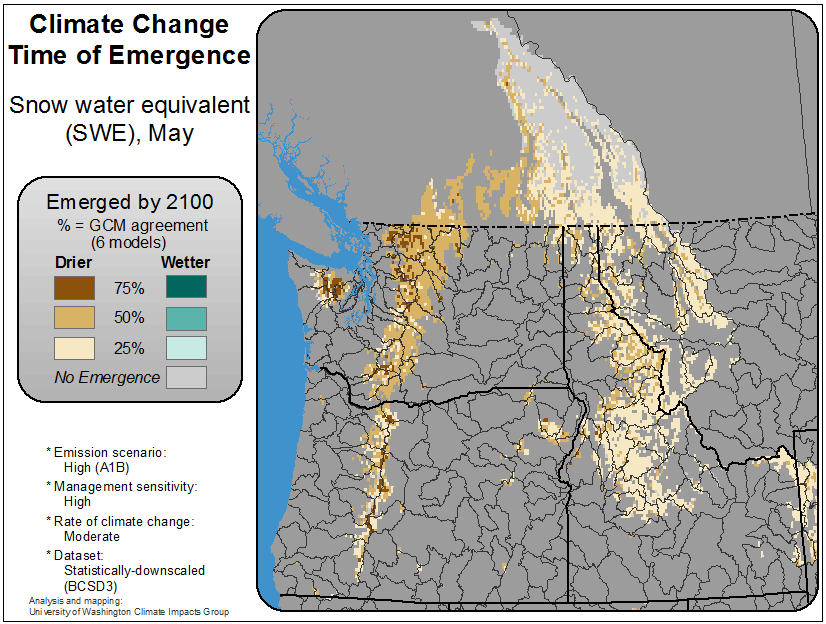 Climate Change
Time of Emergence
Snow water equivalent
(SWE), May
Emerged by 2100
% = GCM agreement
(6 models)
Drier Wetter
75%
50%
25%
No Emergence
* Emission scenario:
High (A1B)
* Management sensitivity:
High
* Rate of climate change:
Moderate
* Dataset:
Statistically-downscaled
(BCSD3)
Analysis and mapping:
University of Washington Climate Impacts Group